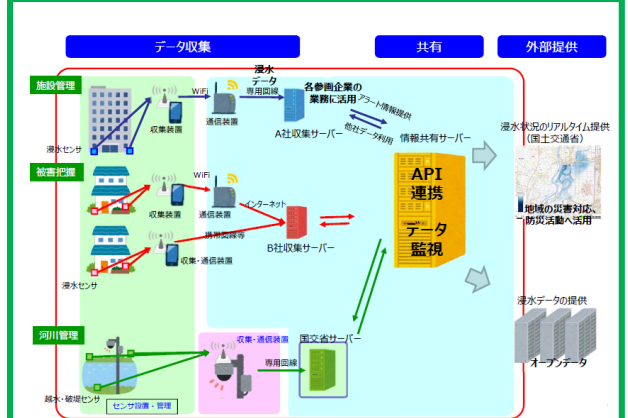 データ収集
共有
外部提供
施設管理
WiFi
浸水
データ
専用回線
各参画企業の
業務に活用
アラート情報提供
他社データ利用
収集装置
通信装置
A社収集サーバー
情報共有サーバー
浸水センサ
浸水状況のリアルタイム提供
(国土交通省)
被害把握
WiFi
API
連携
データ
監視
収集装置
通信装置
インターネット
地域の災害対応、
防災活動へ活用
携帯回線等
B社収集サーバー
収集・通信装置
浸水センサ
浸水データの提供
オープンデータ
河川管理
収集・通信装置
国交省サーバー
専用回線
越水・破堤センサ
センサ設置・管理